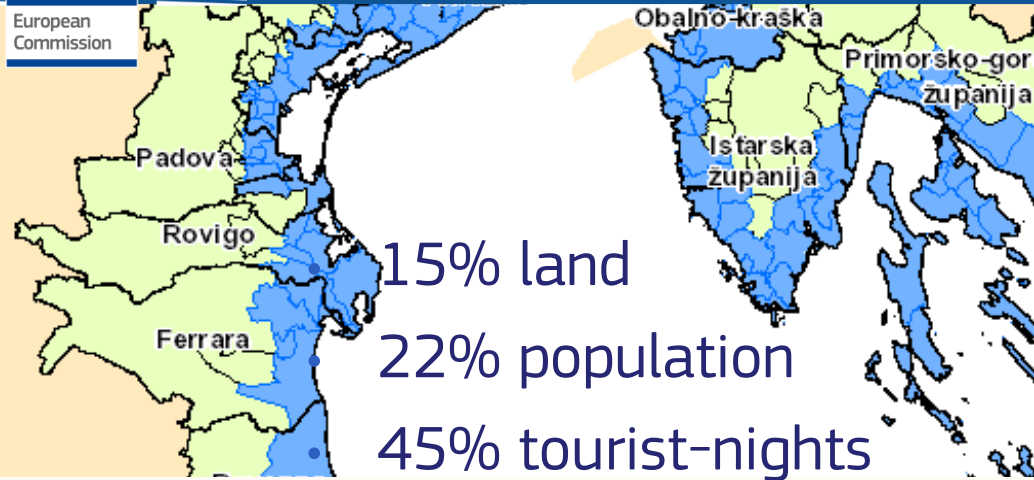 European
Commission
Obalno-kraška
Primorsko-gor
županija
Padova
Istarska
županija
Rovigo
15% land
Ferrara
22% population
45% tourist-nights